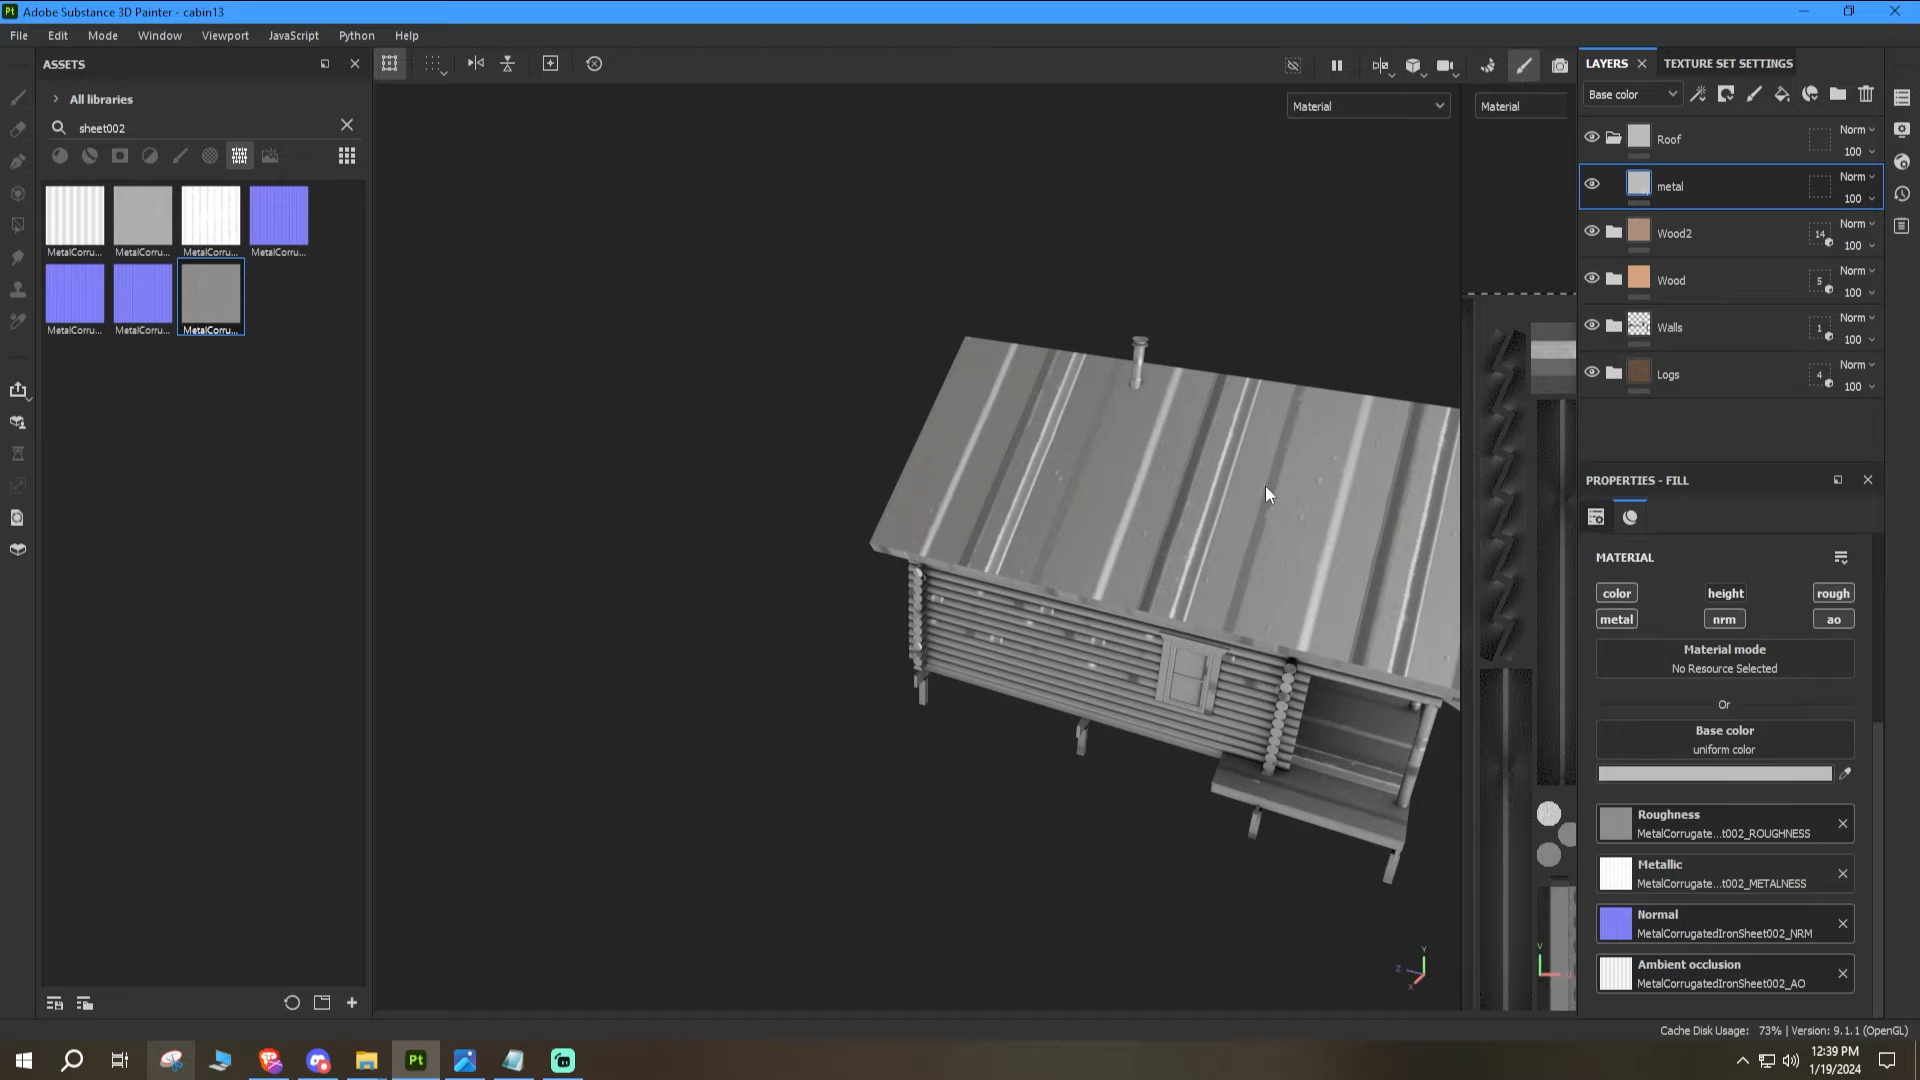 Pt Adobe Substance 3D Painter - cabin13
File Edit Mode Window Viewport JavaScript Python Help
ASSETS
All libraries
sheet002
MetalCorru... MetalCorru... MetalCorru... MetalCorru...
MetalCorru... MetalCorru... MetalCorru...
Material
Material
Y
Z
X
V
LAYERS TEXTURE SET SETTINGS
Base color
Roof Norm
100
metal Norm
100
Wood2 14 Norm
100
Wood 5 Norm
100
Walls 1 Norm
100
Logs 4 Norm
100
PROPERTIES - FILL
MATERIAL
color height rough
metal nrm ao
Material mode
No Resource Selected
Or
Base color
uniform color
Roughness
MetalCorrugate...t002_ROUGHNESS
Metallic
MetalCorrugate...t002_METALNESS
Normal
MetalCorrugatedIronSheet002_NRM
Ambient occlusion
MetalCorrugatedIronSheet002_AO
Cache Disk Usage: 73% | Version: 9.1.1 (OpenGL)
Pt
12:39 PM
1/19/2024